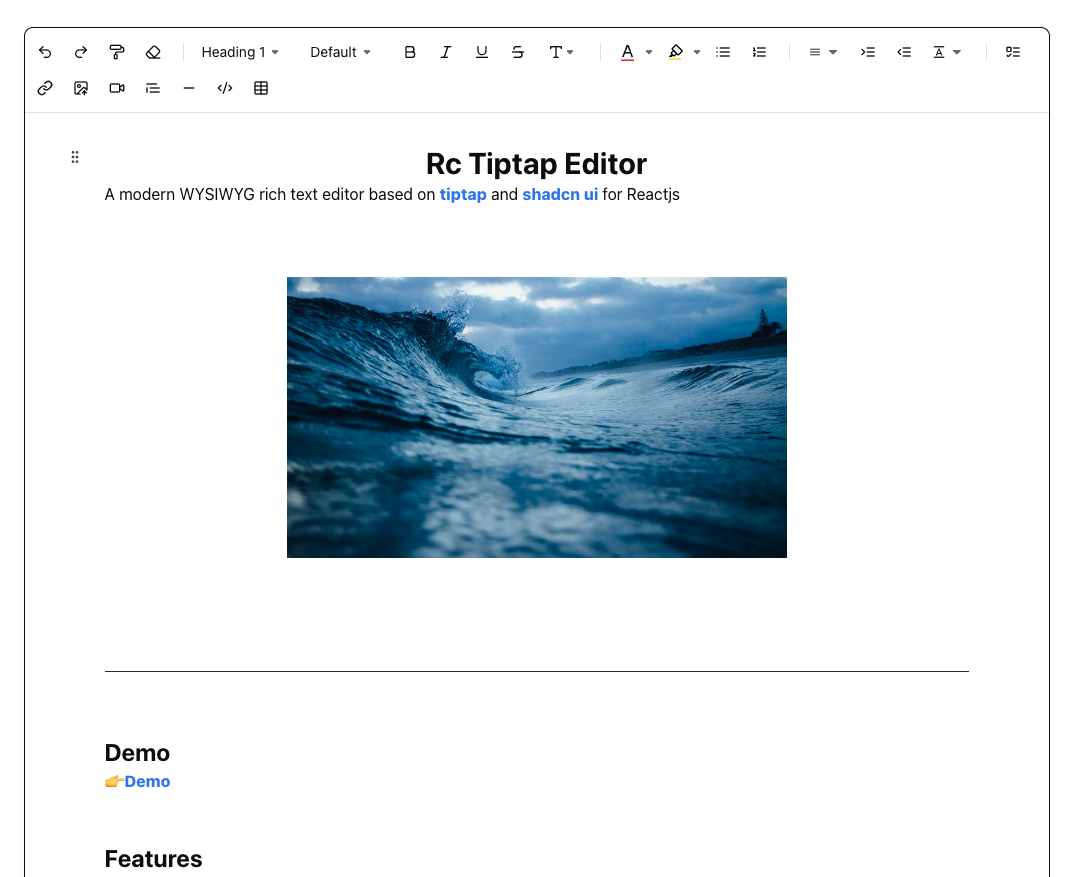 Heading 1 Default
Rc Tiptap Editor
A modern WYSIWYG rich text editor based on tiptap and shadcn ui for Reactjs
Demo
👉Demo
Features